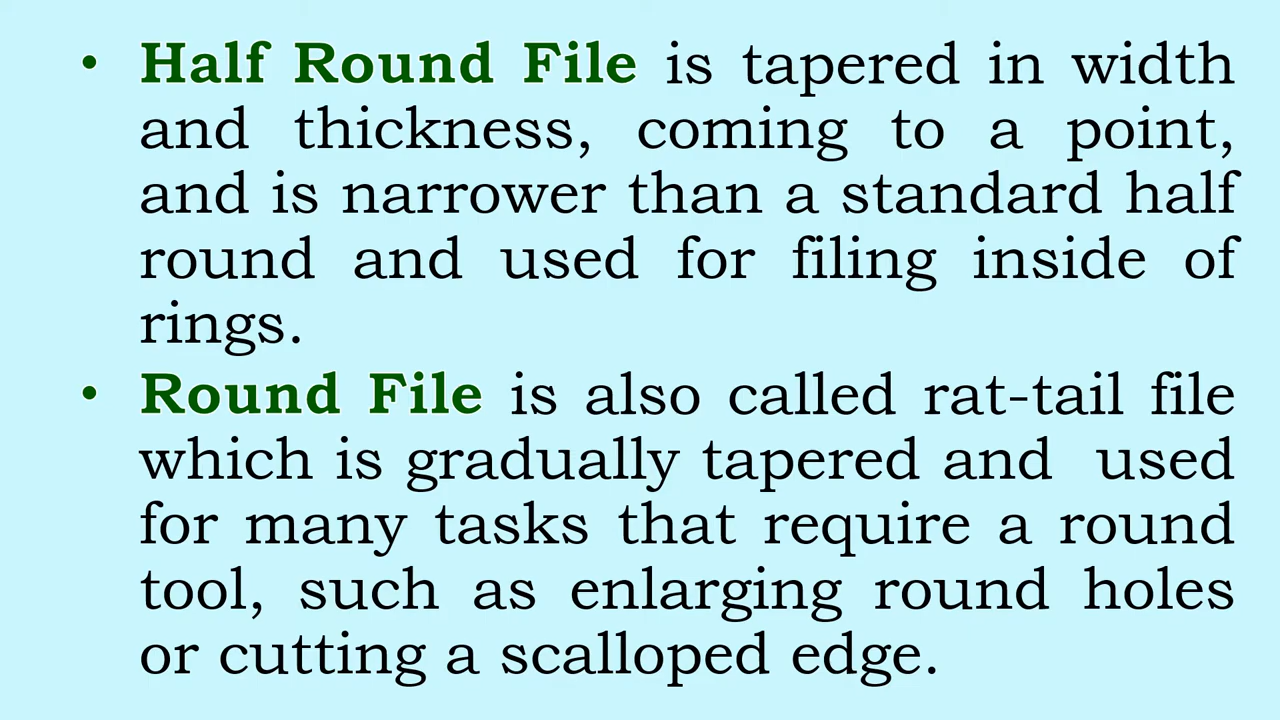 • Half Round File is tapered in width
and thickness, coming to a point,
and is narrower than a standard half
round and used for filing inside of
rings.
• Round File is also called rat-tail file
which is gradually tapered and used
for many tasks that require a round
tool, such as enlarging round holes
or cutting a scalloped edge.